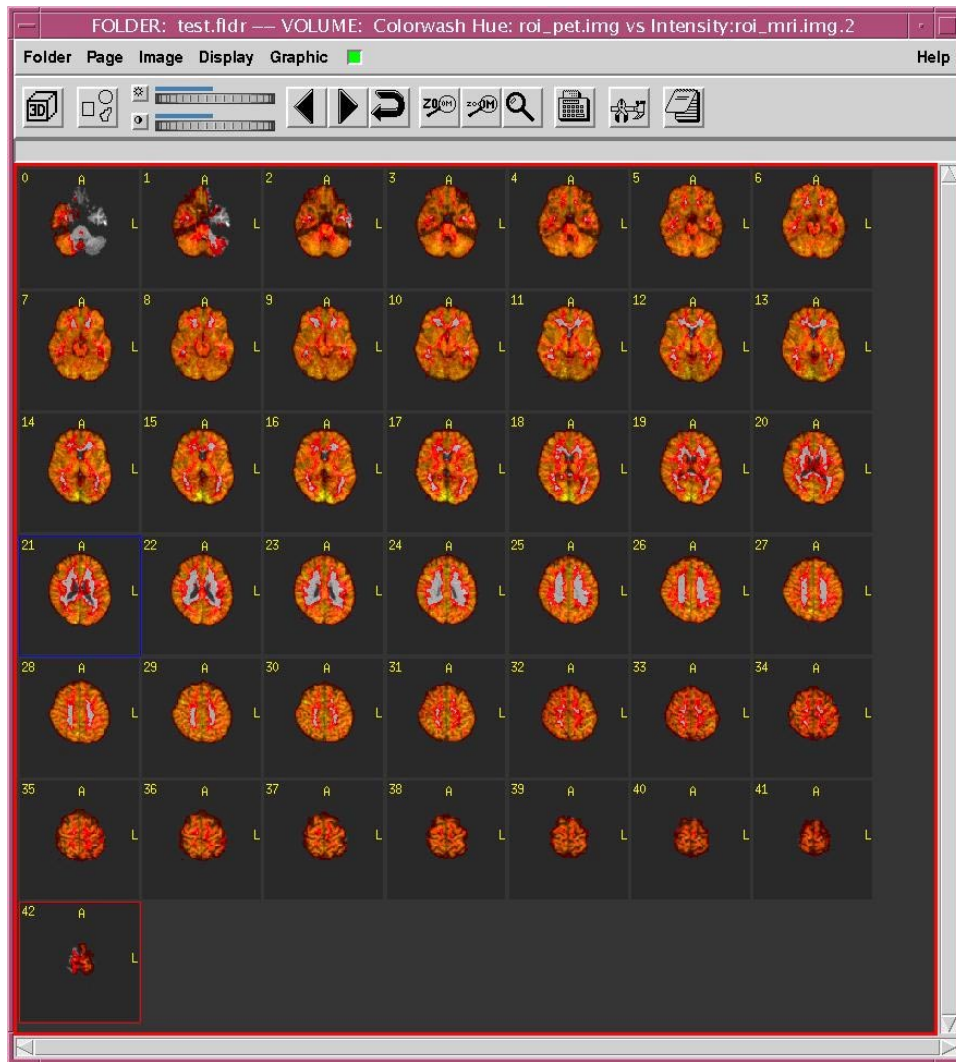 FOLDER: test.fldr –– VOLUME: Colorwash Hue: roi_pet.img vs Intensity:roi_mri.img.2
Folder Page Image Display Graphic Help
3D ZOOM ZOOM
0 A L 1 A L 2 A L 3 A L 4 A L 5 A L 6 A L
7 A L 8 A L 9 A L 10 A L 11 A L 12 A L 13 A L
14 A L 15 A L 16 A L 17 A L 18 A L 19 A L 20 A L
21 A L 22 A L 23 A L 24 A L 25 A L 26 A L 27 A L
28 A L 29 A L 30 A L 31 A L 32 A L 33 A L 34 A L
35 A L 36 A L 37 A L 38 A L 39 A L 40 A L 41 A L
42 A L